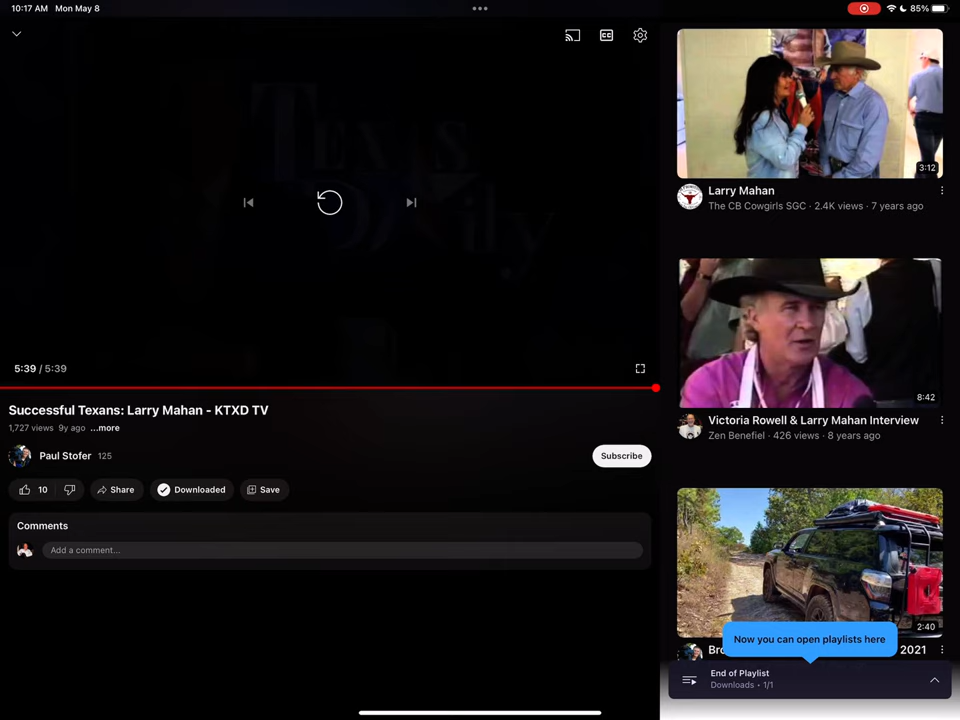 10:17 AM Mon May 8
85%
TEXAS
Daily
5:39 / 5:39
Successful Texans: Larry Mahan - KTXD TV
1,727 views 9y ago ...more
Paul Stofer 125
Subscribe
10
Share
Downloaded
Save
Comments
Add a comment...
3:12
Larry Mahan
The CB Cowgirls SGC · 2.4K views · 7 years ago
8:42
Victoria Rowell & Larry Mahan Interview
Zen Benefiel · 426 views · 8 years ago
2:40
Now you can open playlists here
2021
End of Playlist
Downloads · 1/1